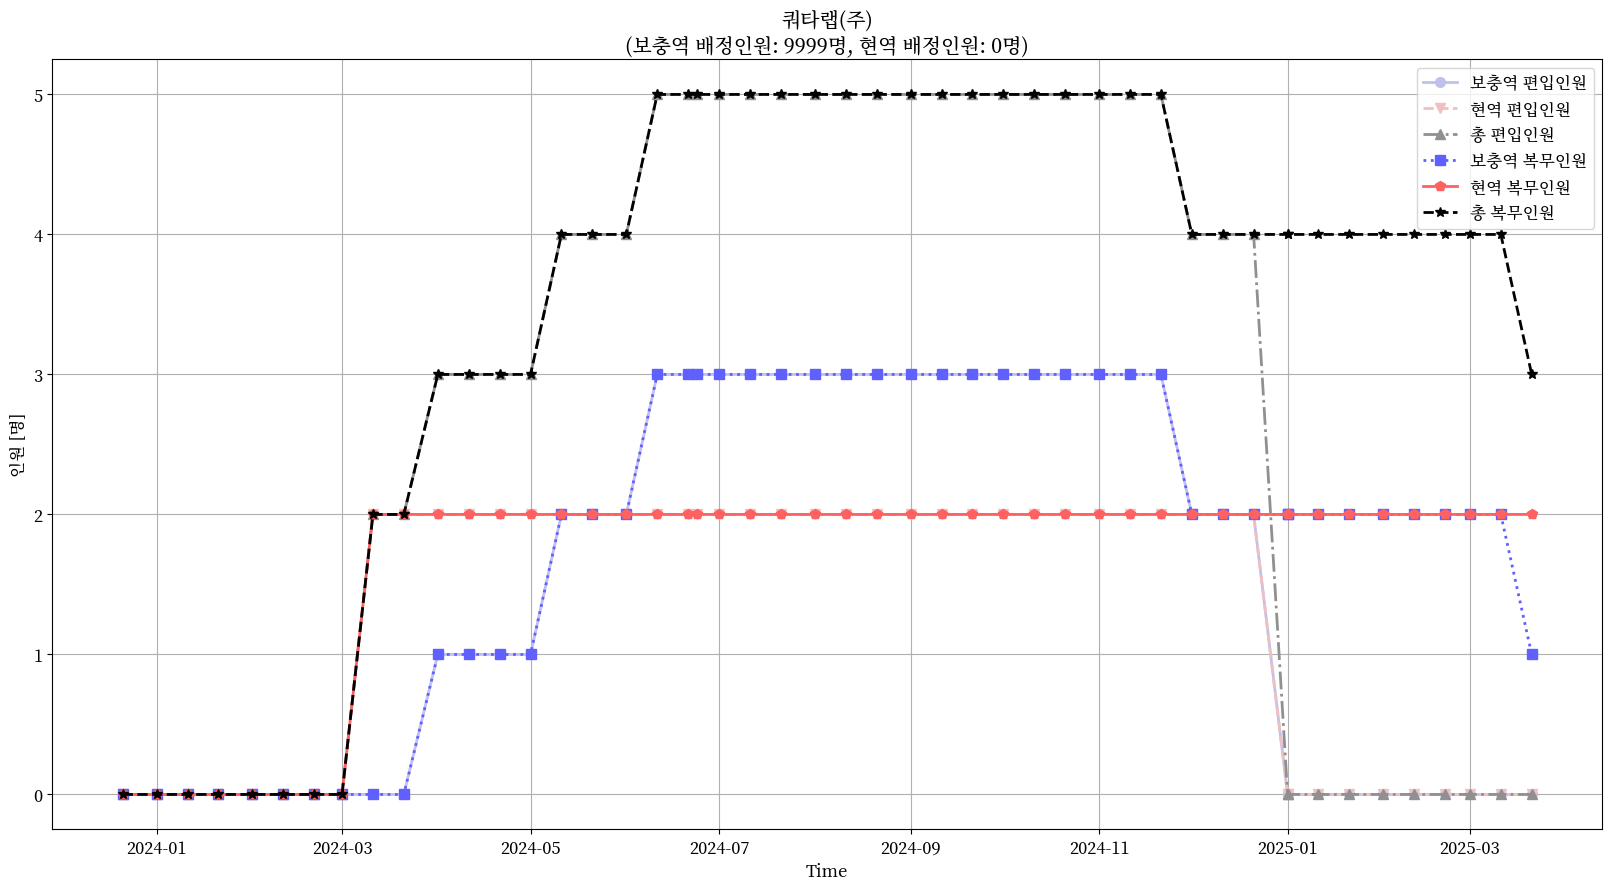 쿼타랩(주)
(보충역 배정인원: 9999명, 현역 배정인원: 0명)
5
4
3
2
1
0
인원 [명]
보충역 편입인원
현역 편입인원
총 편입인원
보충역 복무인원
현역 복무인원
총 복무인원
2024-01 2024-03 2024-05 2024-07 2024-09 2024-11 2025-01 2025-03
Time